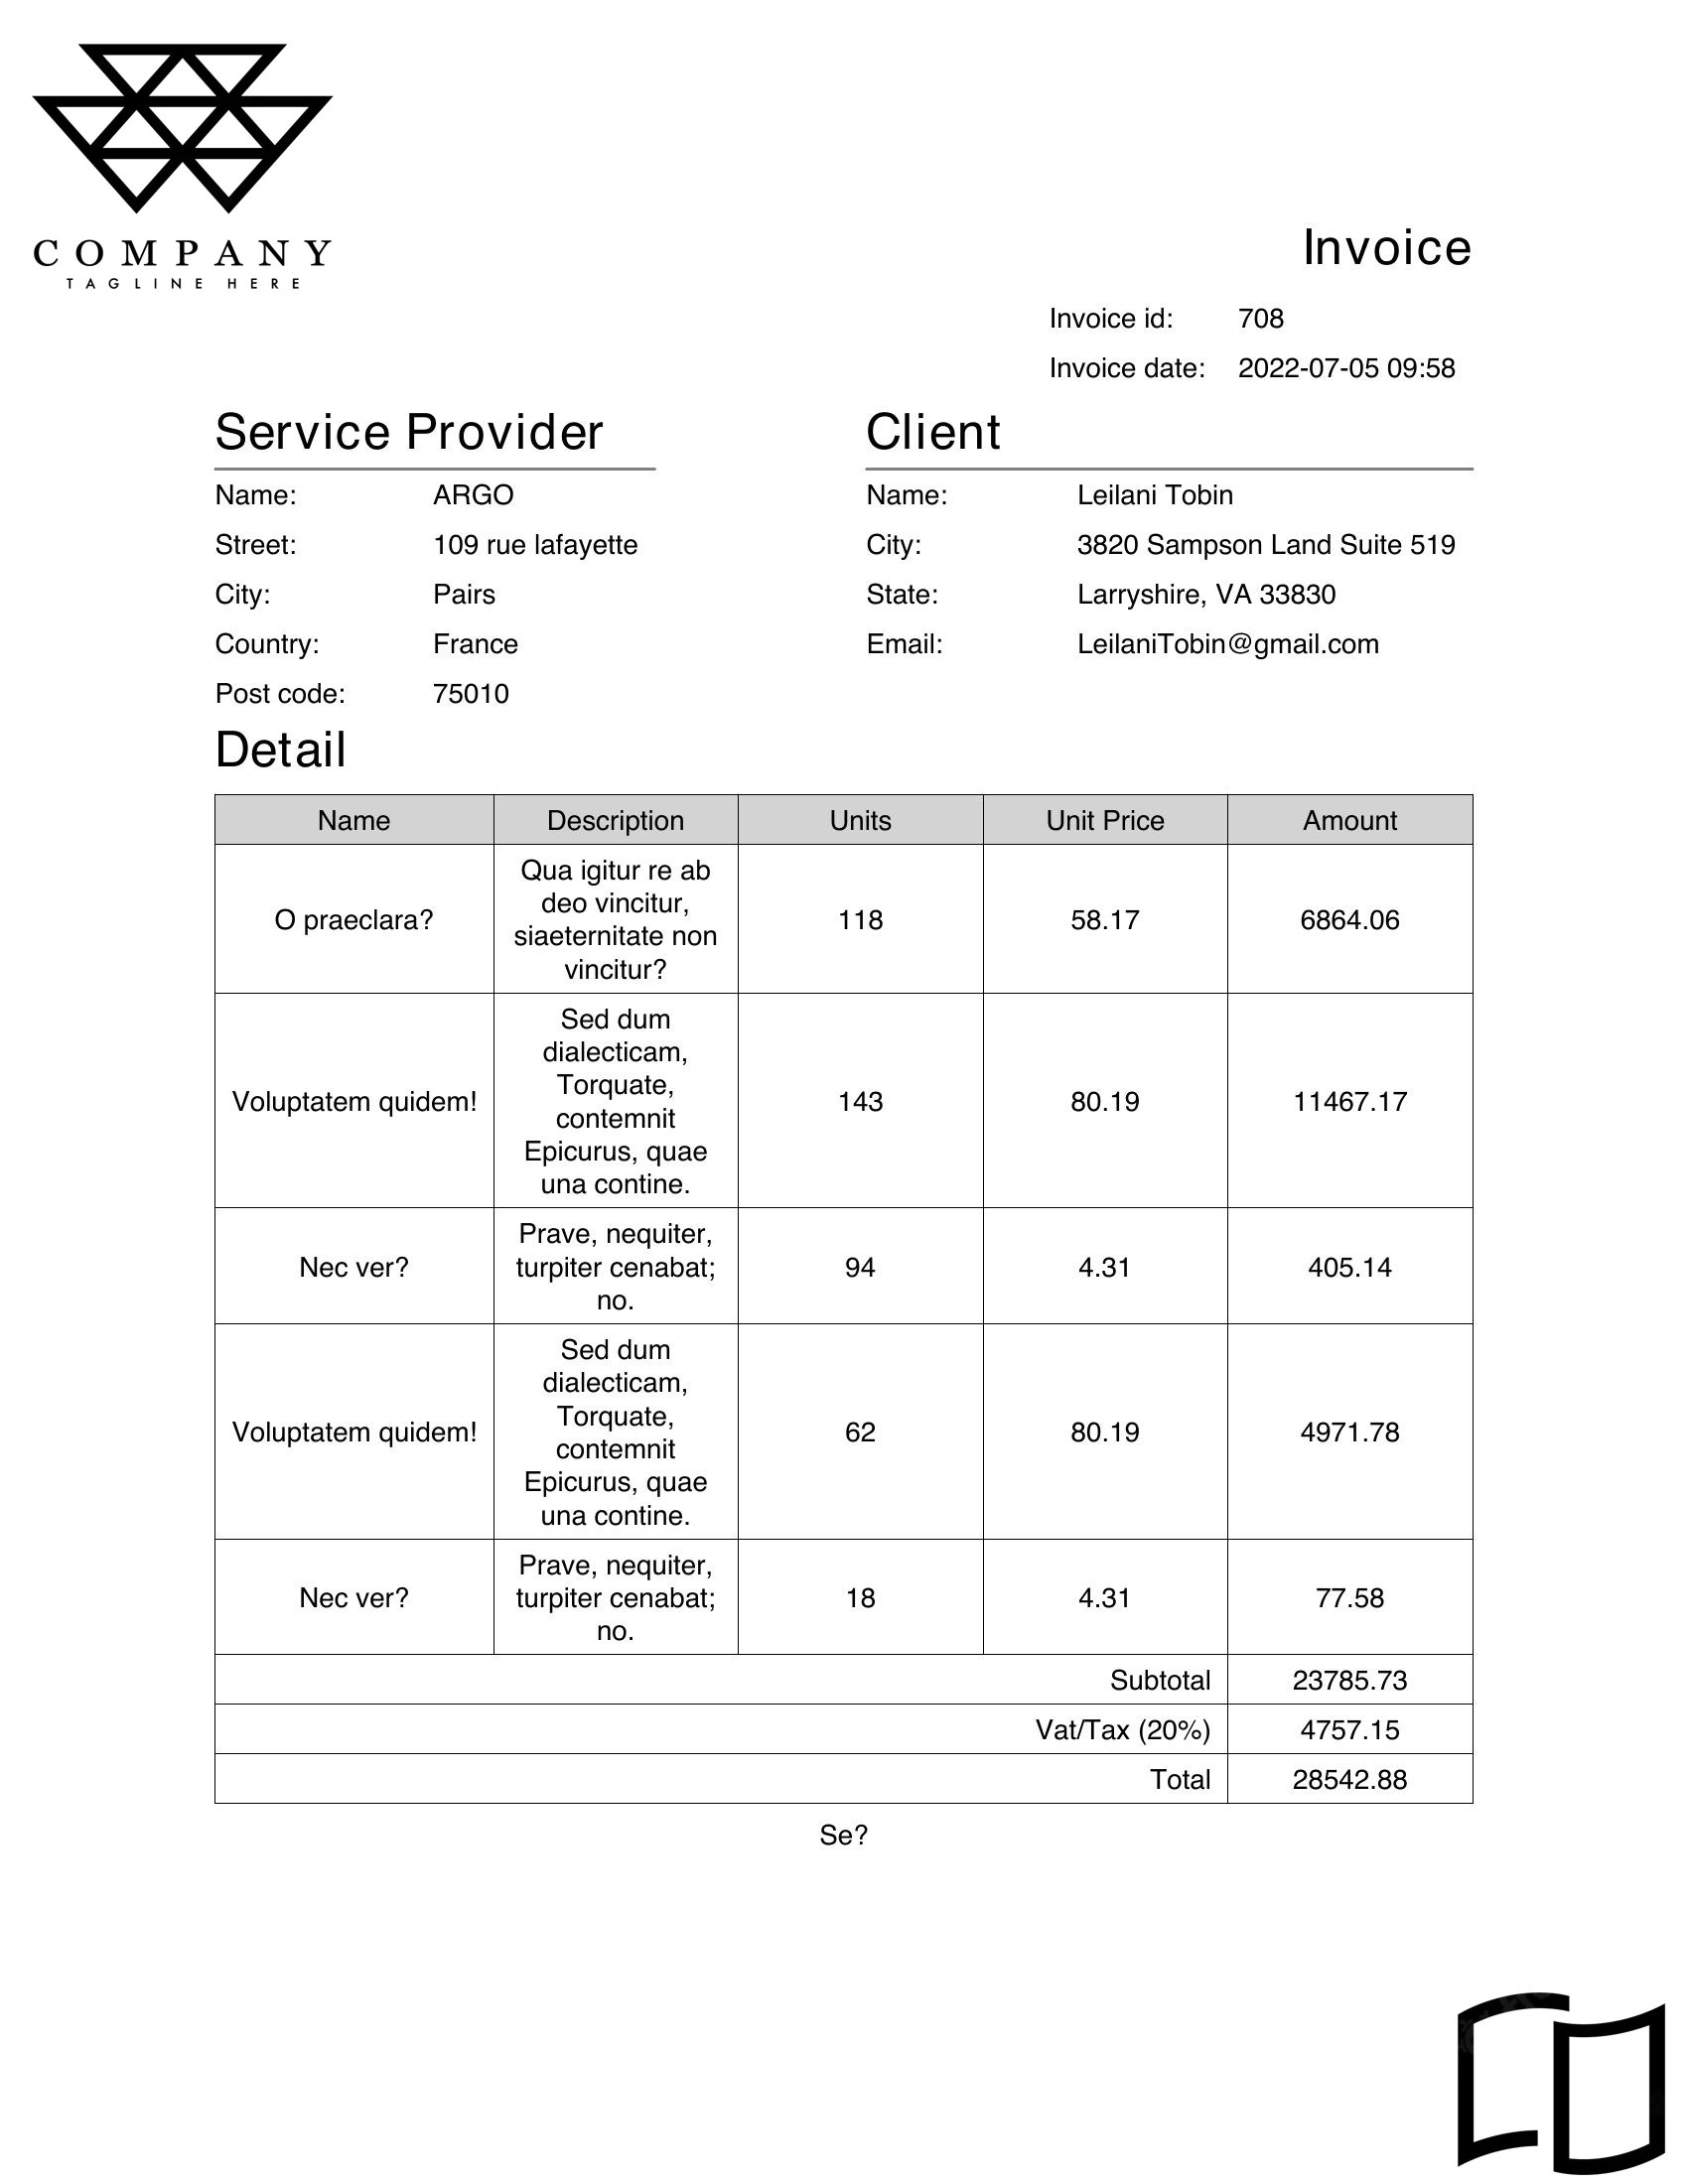 COMPANY
TAGLINE HERE
Invoice
Invoice id: 708
Invoice date: 2022-07-05 09:58
Service Provider
Name: ARGO
Street: 109 rue lafayette
City: Pairs
Country: France
Post code: 75010
Client
Name: Leilani Tobin
City: 3820 Sampson Land Suite 519
State: Larryshire, VA 33830
Email: LeilaniTobin@gmail.com
Detail
Name Description Units Unit Price Amount
Qua igitur re ab
deo vincitur,
O praeclara? 118 58.17 6864.06
siaeternitate non
vincitur?
Sed dum
dialecticam,
Torquate,
Voluptatem quidem! 143 80.19 11467.17
contemnit
Epicurus, quae
una contine.
Prave, nequiter,
Nec ver? turpiter cenabat; 94 4.31 405.14
no.
Sed dum
dialecticam,
Torquate,
Voluptatem quidem! 62 80.19 4971.78
contemnit
Epicurus, quae
una contine.
Prave, nequiter,
Nec ver? turpiter cenabat; 18 4.31 77.58
no.
Subtotal 23785.73
Vat/Tax (20%) 4757.15
Total 28542.88
Se?